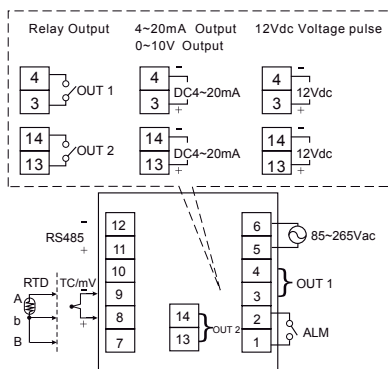 Relay Output 4~20mA Output 12Vdc Voltage pulse
0~10V Output
4 - 4 - 4
OUT 1 DC4~20mA 12Vdc
3 + 3 + 3
14 - 14 - 14
OUT 2 DC4~20mA 12Vdc
13 + 13 + 13
- 12 6
RS485 85~265Vac
+ 11 5
10 4
RTD TC/mV OUT 1
A - 9 3
14 2
b + 8 OUT 2 ALM
13
B 7 1